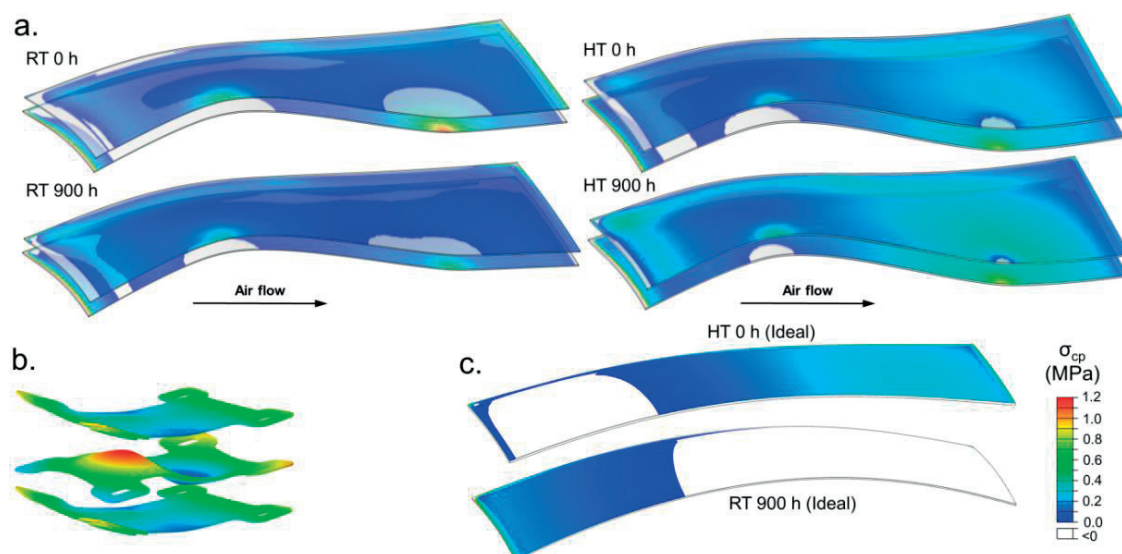 a.
RT 0 h
HT 0 h
RT 900 h
HT 900 h
Air flow
Air flow
b.
c.
HT 0 h (Ideal)
RT 900 h (Ideal)
σcp
(MPa)
1.2
1.0
0.8
0.6
0.4
0.2
0.0
<0